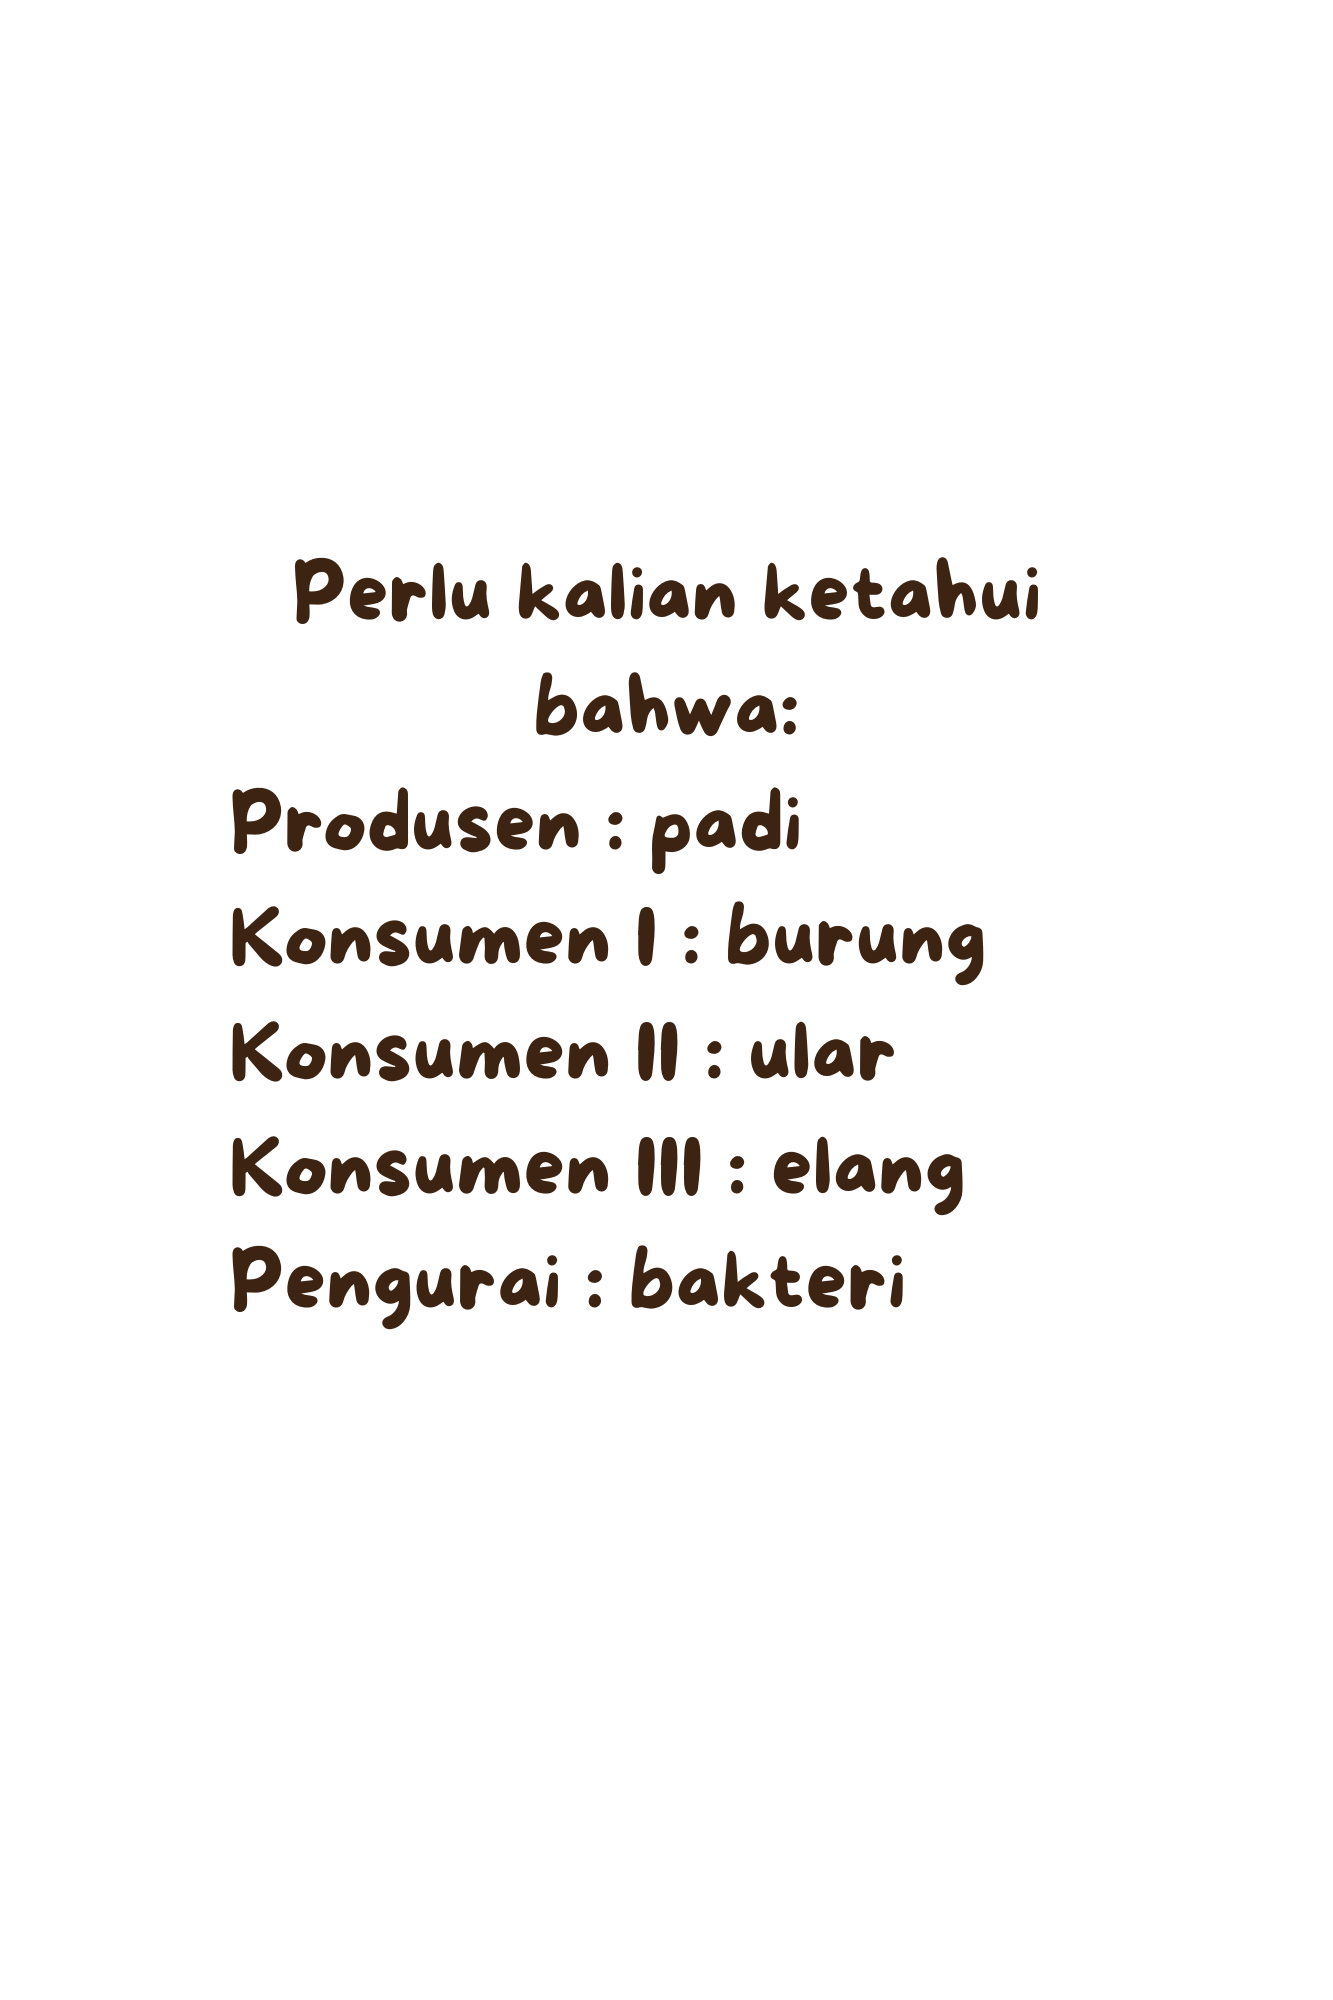 Perlu kalian ketahui
bahwa:
Produsen : padi
Konsumen I : burung
Konsumen II : ular
Konsumen III : elang
Pengurai : bakteri